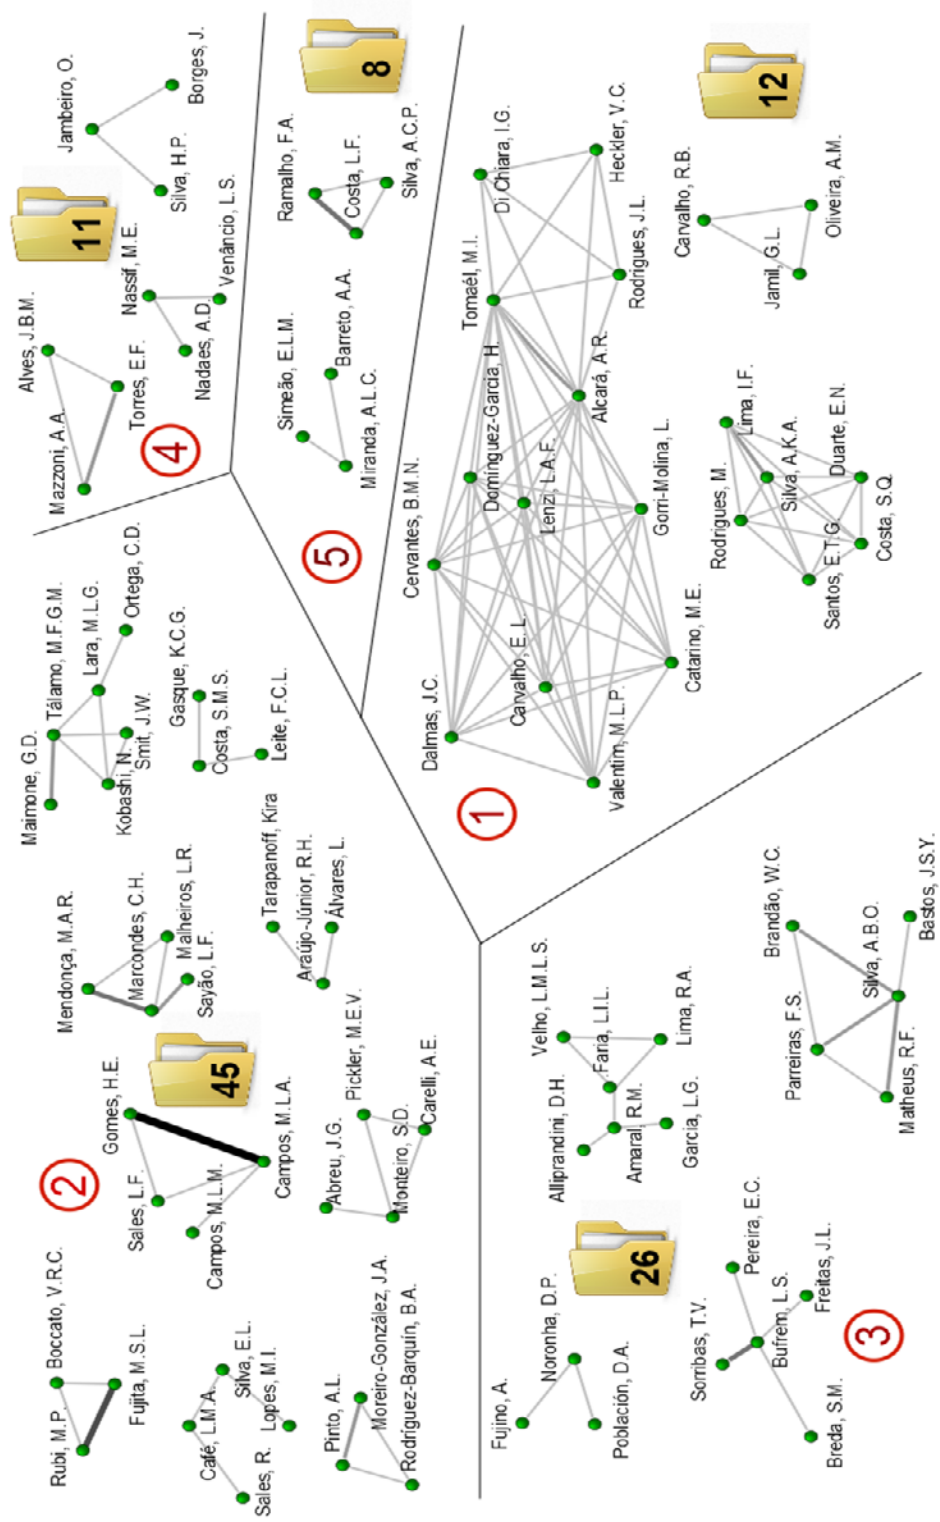 Rubi, M.P.
Boccato, V.R.C.
Fujita, M.S.L.
2
Sales, L.F.
Gomes, H.E.
Campos, M.L.M.
Campos, M.L.A.
45
Mendonça, M.A.R.
Marcondes, C.H.
Malheiros, L.R.
Sayão, L.F.
Maimone, G.D.
Tálamo, M.F.G.M
Lara, M.L.G.
Ortega, C.D.
Kobashi, N.
Smit, J.W.
Gasque, K.C.G.
Costa, S.M.S.
Leite, F.C.L.
Café, L.M.A.
Silva, E.L.
Sales, R.
Lopes, M.I.
Pinto, A.L.
Moreiro-González, J.A.
Rodríguez-Barquín, B.A.
Abreu, J.G.
Pickler, M.E.V.
Monteiro, S.D.
Carelli, A.E.
Tarapanoff, Kira
Araújo-Júnior, R.H.
Álvares, L.
Alves, J.B.M.
Mazzoni, A.A.
Torres, E.F.
4
11
Nassif, M.E.
Nadaes, A.D.
Venâncio, L.S.
Jambeiro, O.
Silva, H.P.
Borges, J.
Simeão, E.L.M.
Barreto, A.A.
Miranda, A.L.C.
5
Ramalho, F.A.
Costa, L.F.
Silva, A.C.P.
8
Fujino, A.
Noronha, D.P.
Población, D.A.
26
Alliprandini, D.H.
Velho, L.M.L.S.
Faria, L.I.L.
Amaral, R.M.
Lima, R.A.
Garcia, L.G.
Sorribas, T.V.
Pereira, E.C.
Bufrem, L.S.
Freitas, J.L.
Breda, S.M.
3
Parreiras, F.S.
Brandão, W.C.
Silva, A.B.O.
Matheus, R.F.
Bastos, J.S.Y.
1
Dalmas, J.C.
Cervantes, B.M.N.
Tomaél, M.I.
Di Chiara, I.G.
Domínguez-Garcia, H.
Carvalho, E. L.
Lenzi, L.A.F.
Alcará, A.R.
Rodrigues, J.L.
Heckler, V.C.
Valentim, M.L.P.
Gorri-Molina, L.
Catarino, M.E.
Rodrigues, M.
Lima, I.F.
Silva, A.K.A.
Santos, E.T.G.
Duarte, E.N.
Costa, S.Q.
Carvalho, R.B.
Jamil, G.L.
Oliveira, A.M.
12